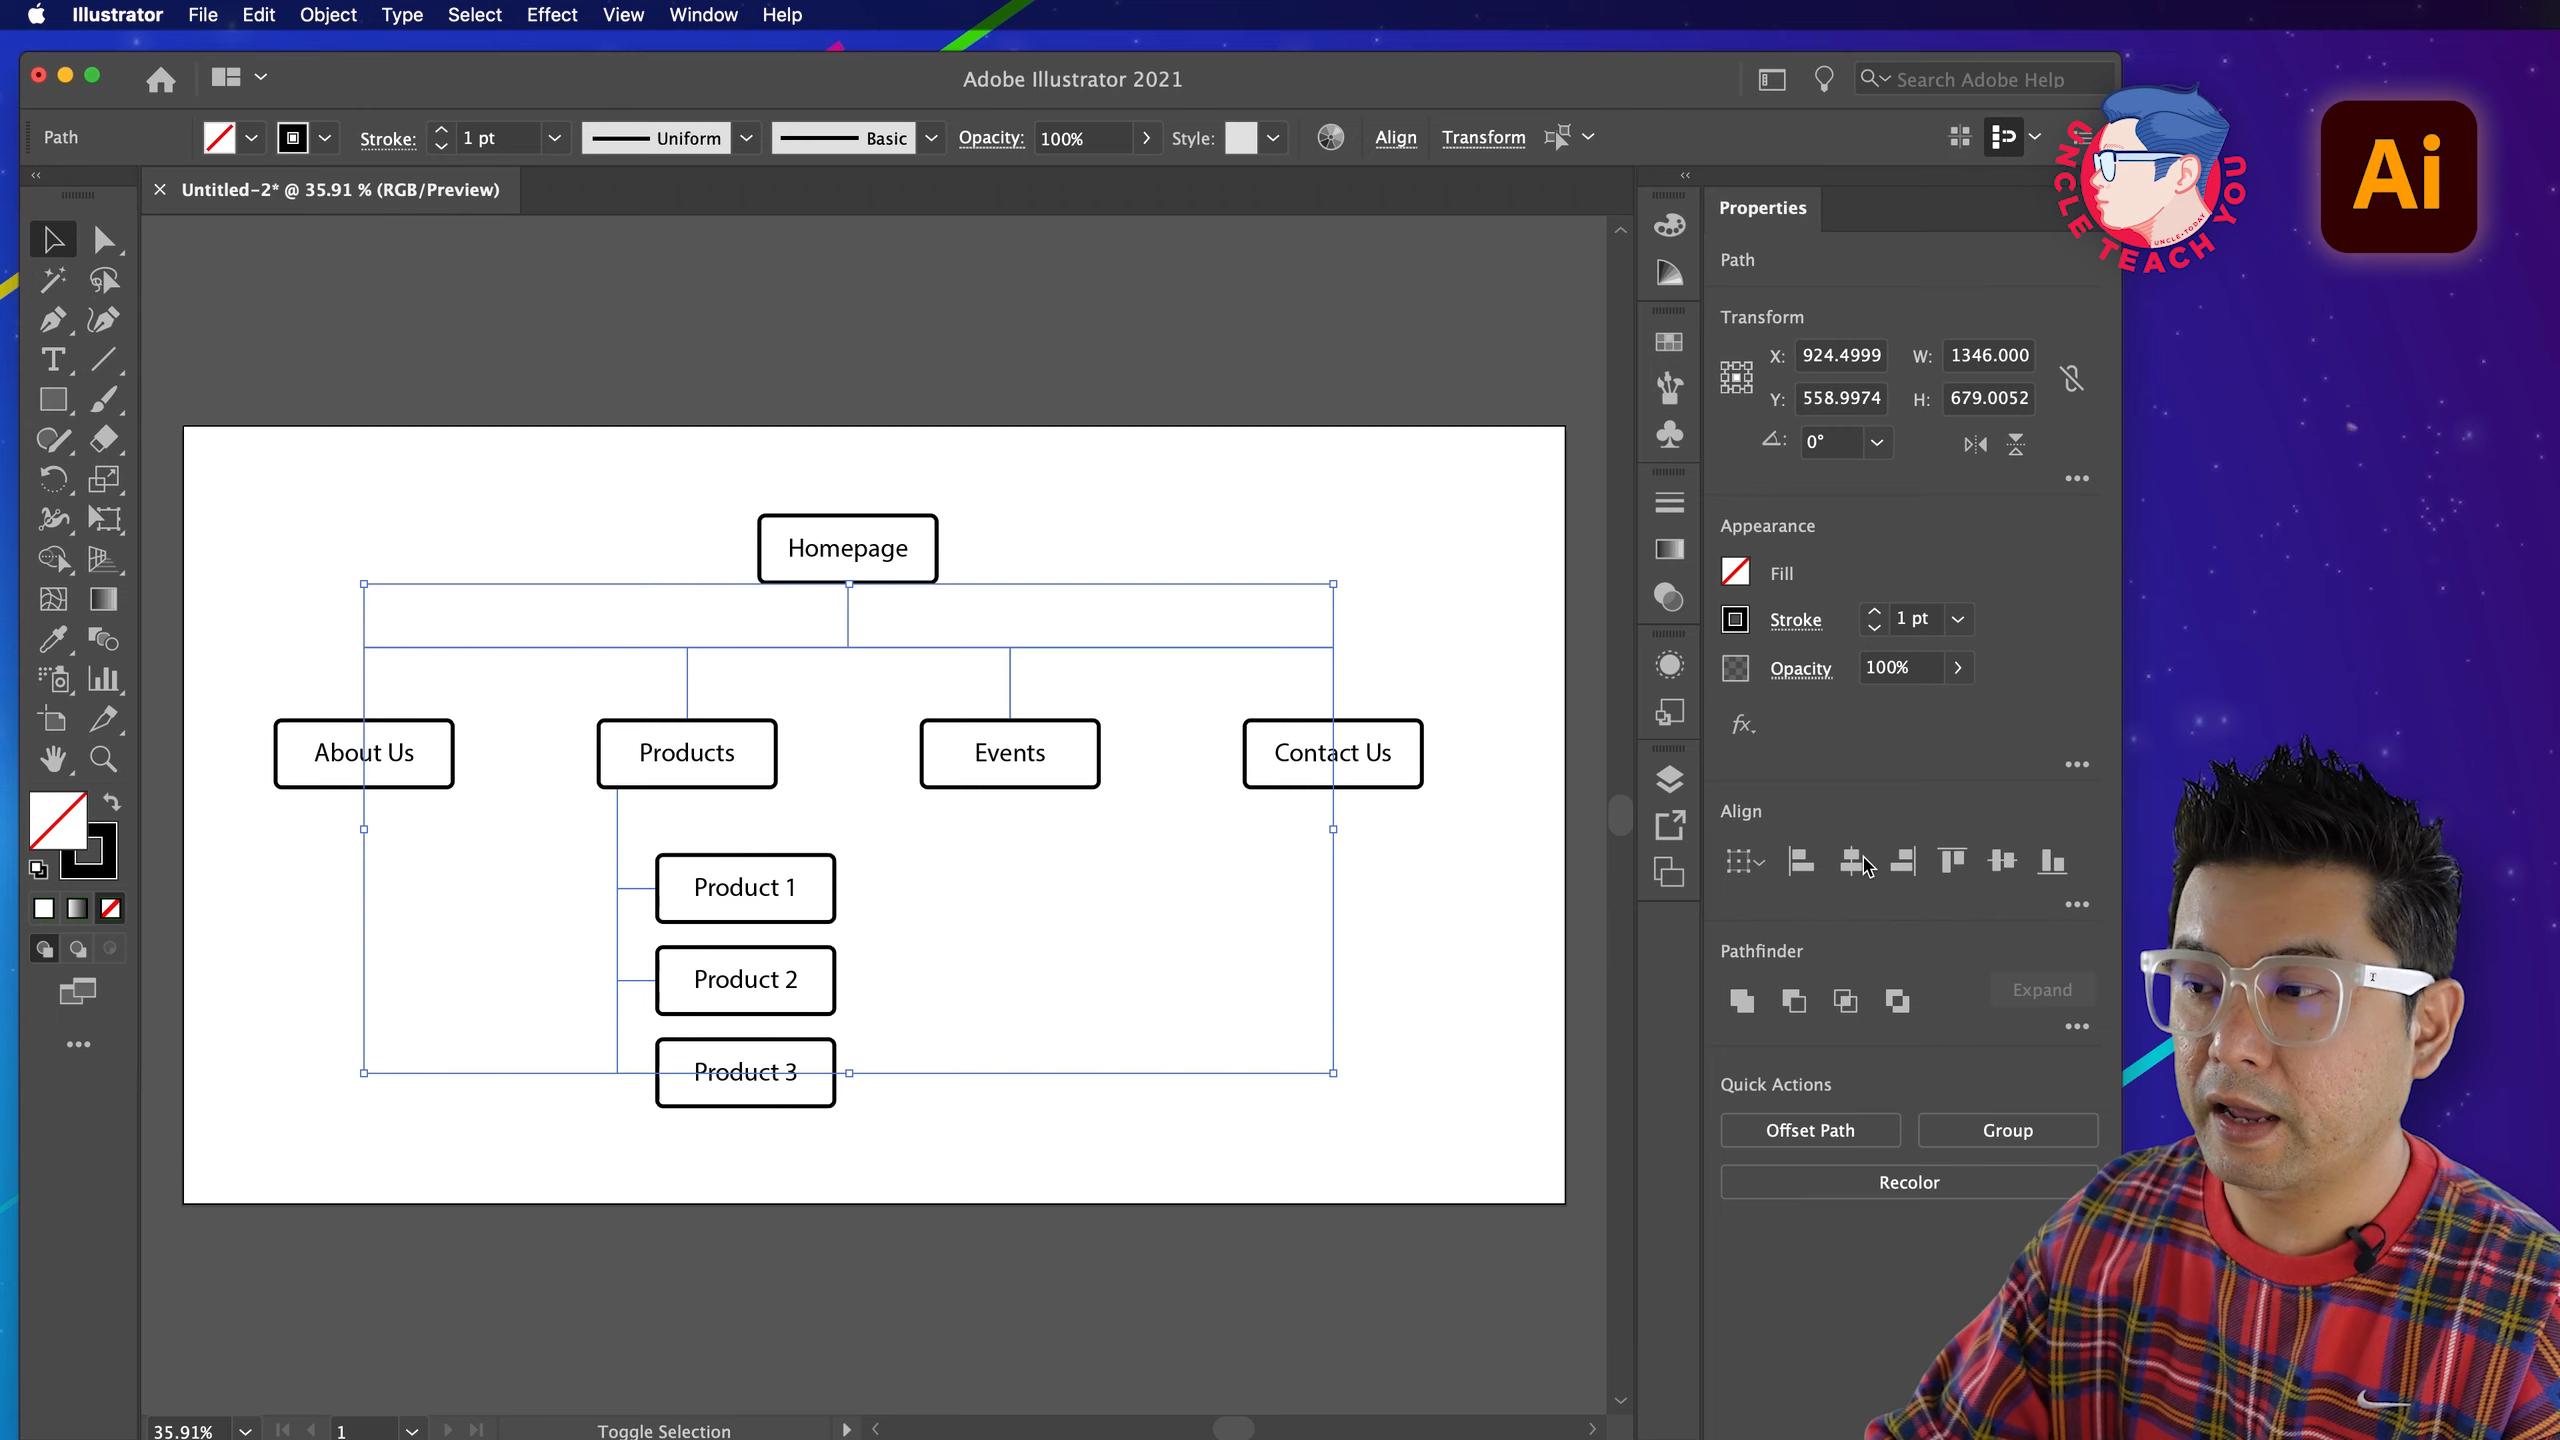 Illustrator File Edit Object Type Select Effect View Window Help
Adobe Illustrator 2021
Search Adobe Help
Path
Stroke: 1 pt Uniform Basic Opacity: 100% Style: Align Transform
× Untitled-2* @ 35.91 % (RGB/Preview)
Properties
Path
Transform
X: 924.4999 W: 1346.000
Y: 558.9974 H: 679.0052
0°
Appearance
Fill
Stroke 1 pt
Opacity 100%
fx.
Align
Pathfinder
Expand
Quick Actions
Offset Path Group
Recolor
Homepage
About Us Products Events Contact Us
Product 1
Product 2
Product 3
35.91% 1 Toggle Selection
UNCLE TEACH YOU
UNCLE•TODAY
Ai